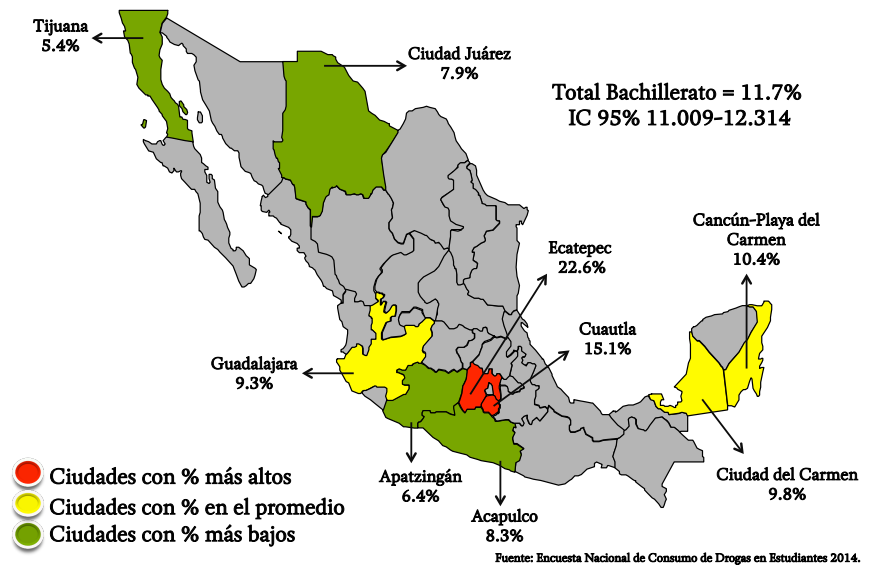 Tijuana
5.4%
Ciudad Juárez
7.9%
Total Bachillerato = 11.7%
IC 95% 11.009-12.314
Cancún-Playa del
Carmen
10.4%
Ecatepec
22.6%
Cuautla
15.1%
Guadalajara
9.3%
Ciudades con % más altos
Ciudades con % en el promedio
Ciudades con % más bajos
Apatzingán
6.4%
Acapulco
8.3%
Ciudad del Carmen
9.8%
Fuente: Encuesta Nacional de Consumo de Drogas en Estudiantes 2014.